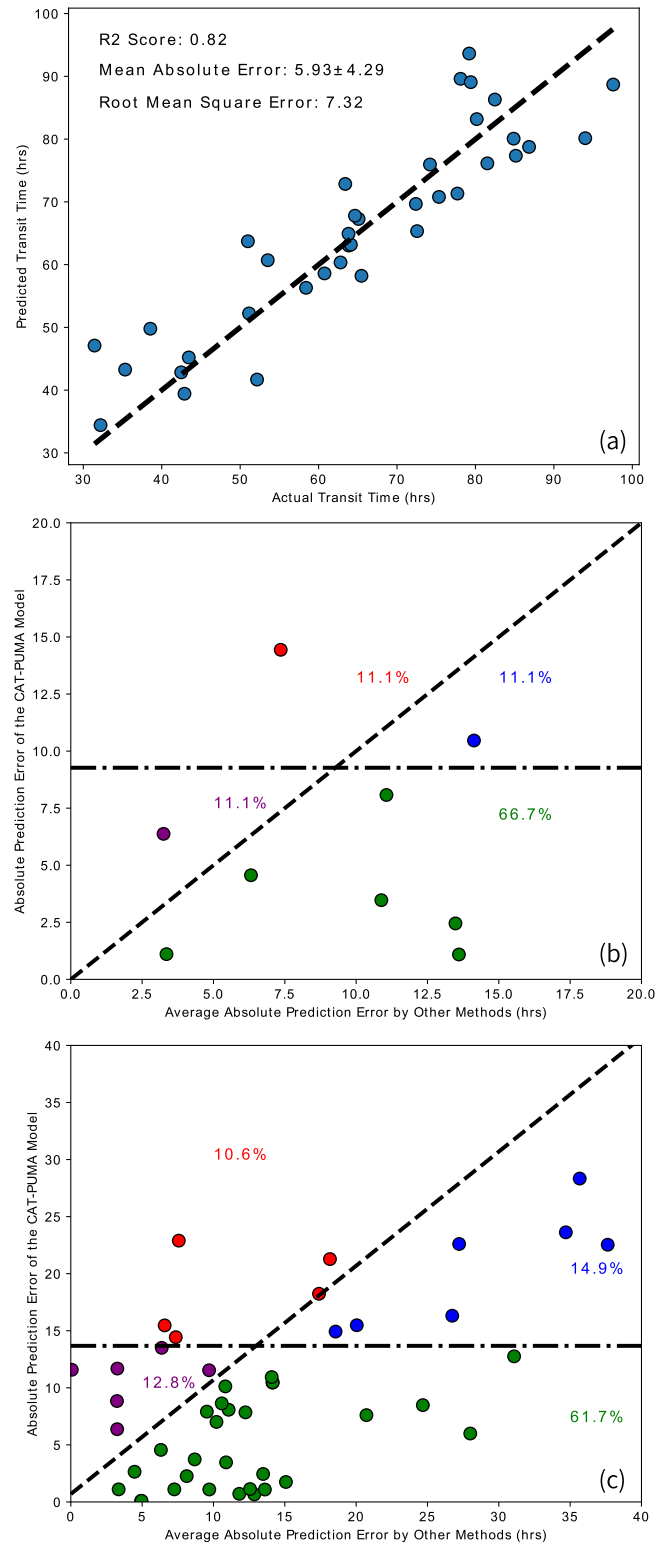 100
90
80
70
60
50
40
30
Predicted Transit Time (hrs)
R2 Score: 0.82
Mean Absolute Error: 5.93±4.29
Root Mean Square Error: 7.32
(a)
30 40 50 60 70 80 90 100
Actual Transit Time (hrs)
20.0
17.5
15.0
12.5
10.0
7.5
5.0
2.5
0.0
Absolute Prediction Error of the CAT-PUMA Model
11.1% 11.1%
11.1%
66.7%
(b)
0.0 2.5 5.0 7.5 10.0 12.5 15.0 17.5 20.0
Average Absolute Prediction Error by Other Methods (hrs)
40
35
30
25
20
15
10
5
0
Absolute Prediction Error of the CAT-PUMA Model
10.6%
14.9%
12.8%
61.7%
(c)
0 5 10 15 20 25 30 35 40
Average Absolute Prediction Error by Other Methods (hrs)